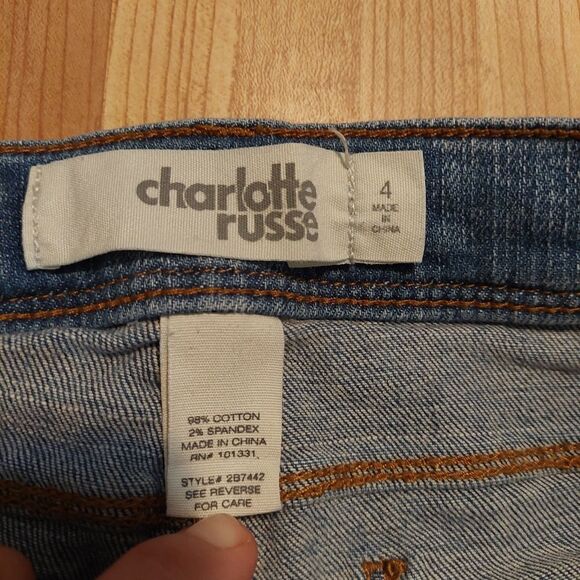 charlotte
russe
4
MADE
IN
CHINA
98% COTTON
2% SPANDEX
MADE IN CHINA
RN# 101331
STYLE# 2B7442
SEE REVERSE
FOR CARE